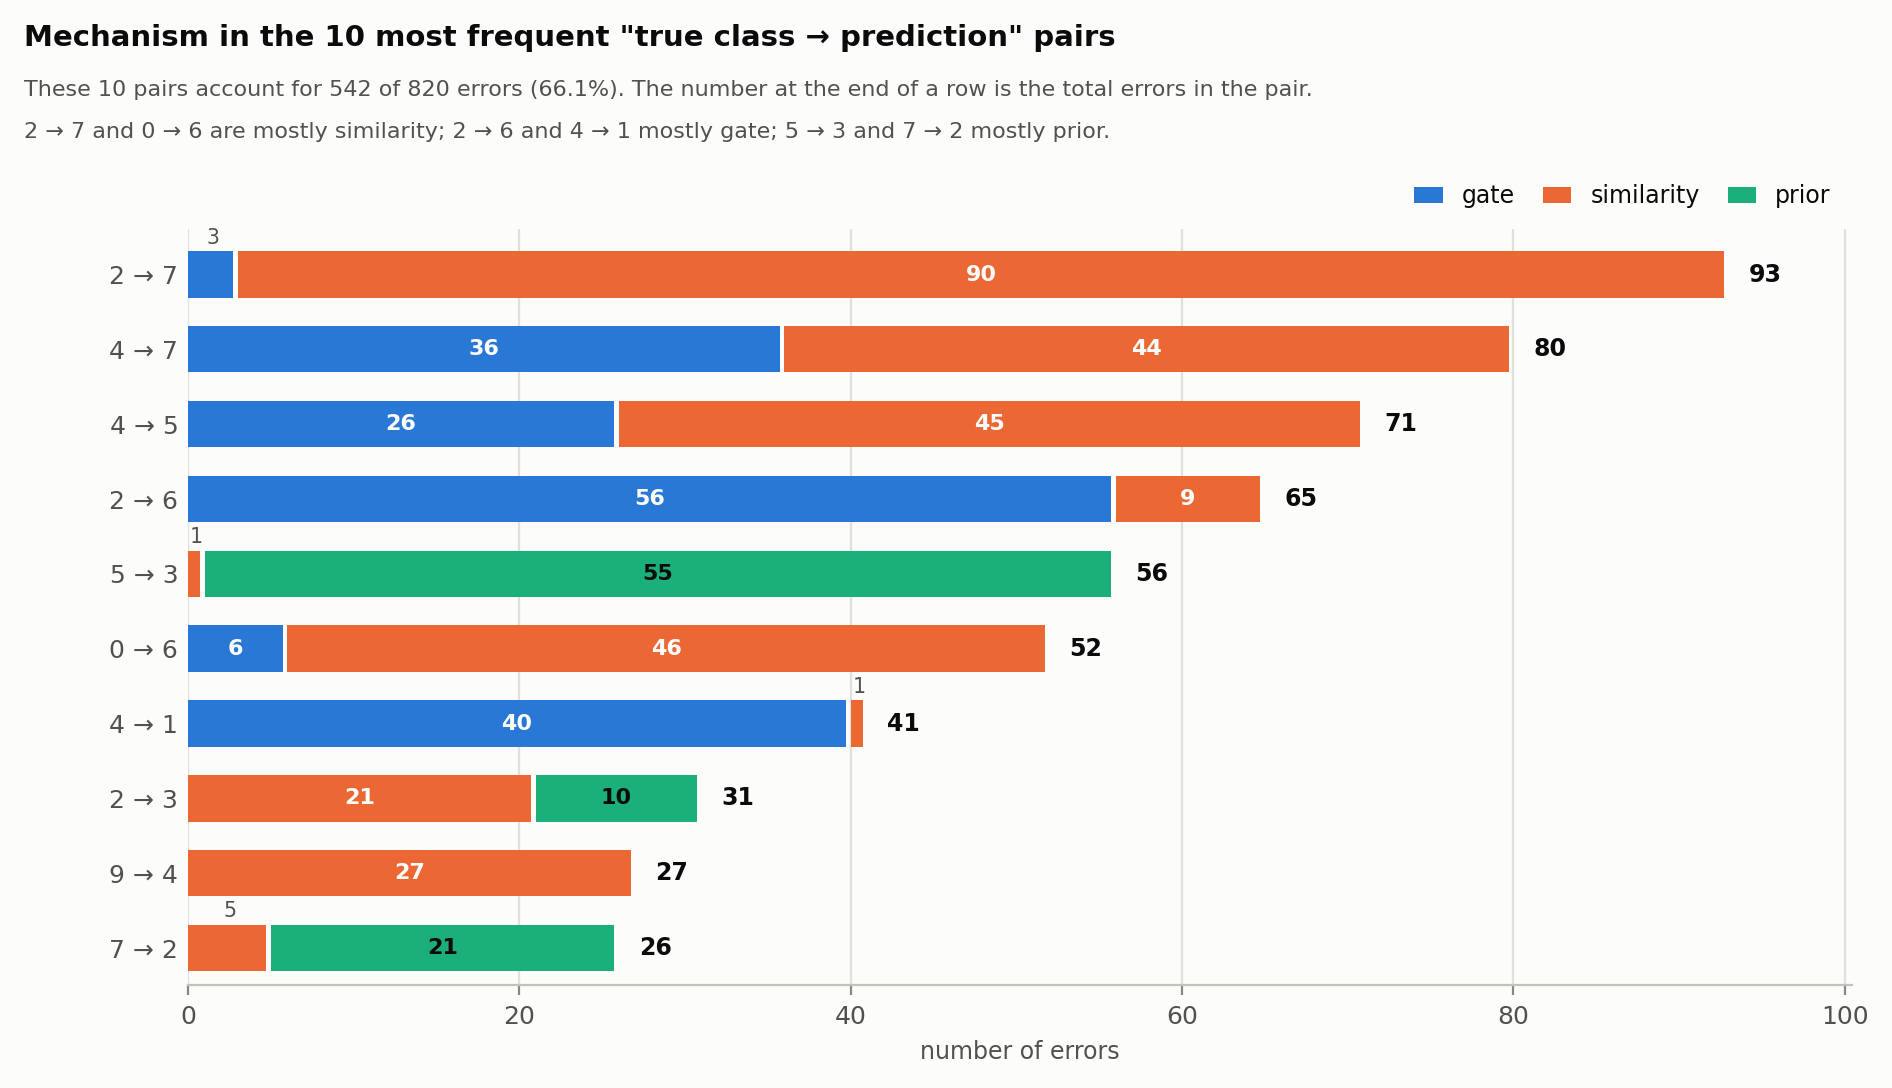 Mechanism in the 10 most frequent "true class → prediction" pairs
These 10 pairs account for 542 of 820 errors (66.1%). The number at the end of a row is the total errors in the pair.
2 → 7 and 0 → 6 are mostly similarity; 2 → 6 and 4 → 1 mostly gate; 5 → 3 and 7 → 2 mostly prior.
gate similarity prior
3
2 → 7 90 93
4 → 7 36 44 80
4 → 5 26 45 71
2 → 6 56 9 65
1
5 → 3 55 56
0 → 6 6 46 52
1
4 → 1 40 41
2 → 3 21 10 31
9 → 4 27 27
5
7 → 2 21 26
0 20 40 60 80 100
number of errors